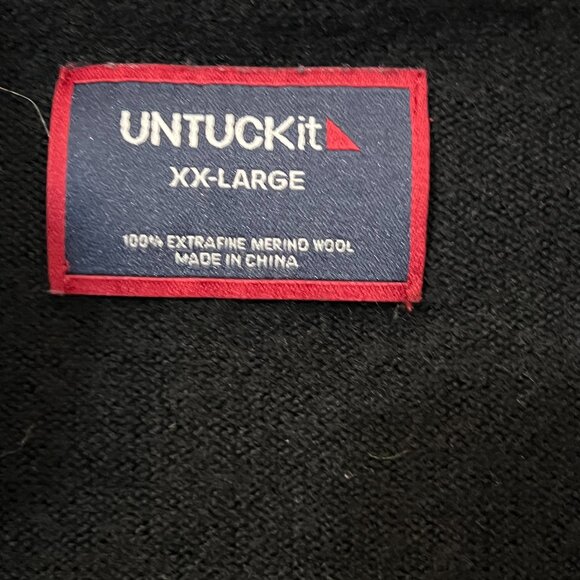 UNTUCKit
XX-LARGE
100% EXTRAFINE MERINO WOOL
MADE IN CHINA